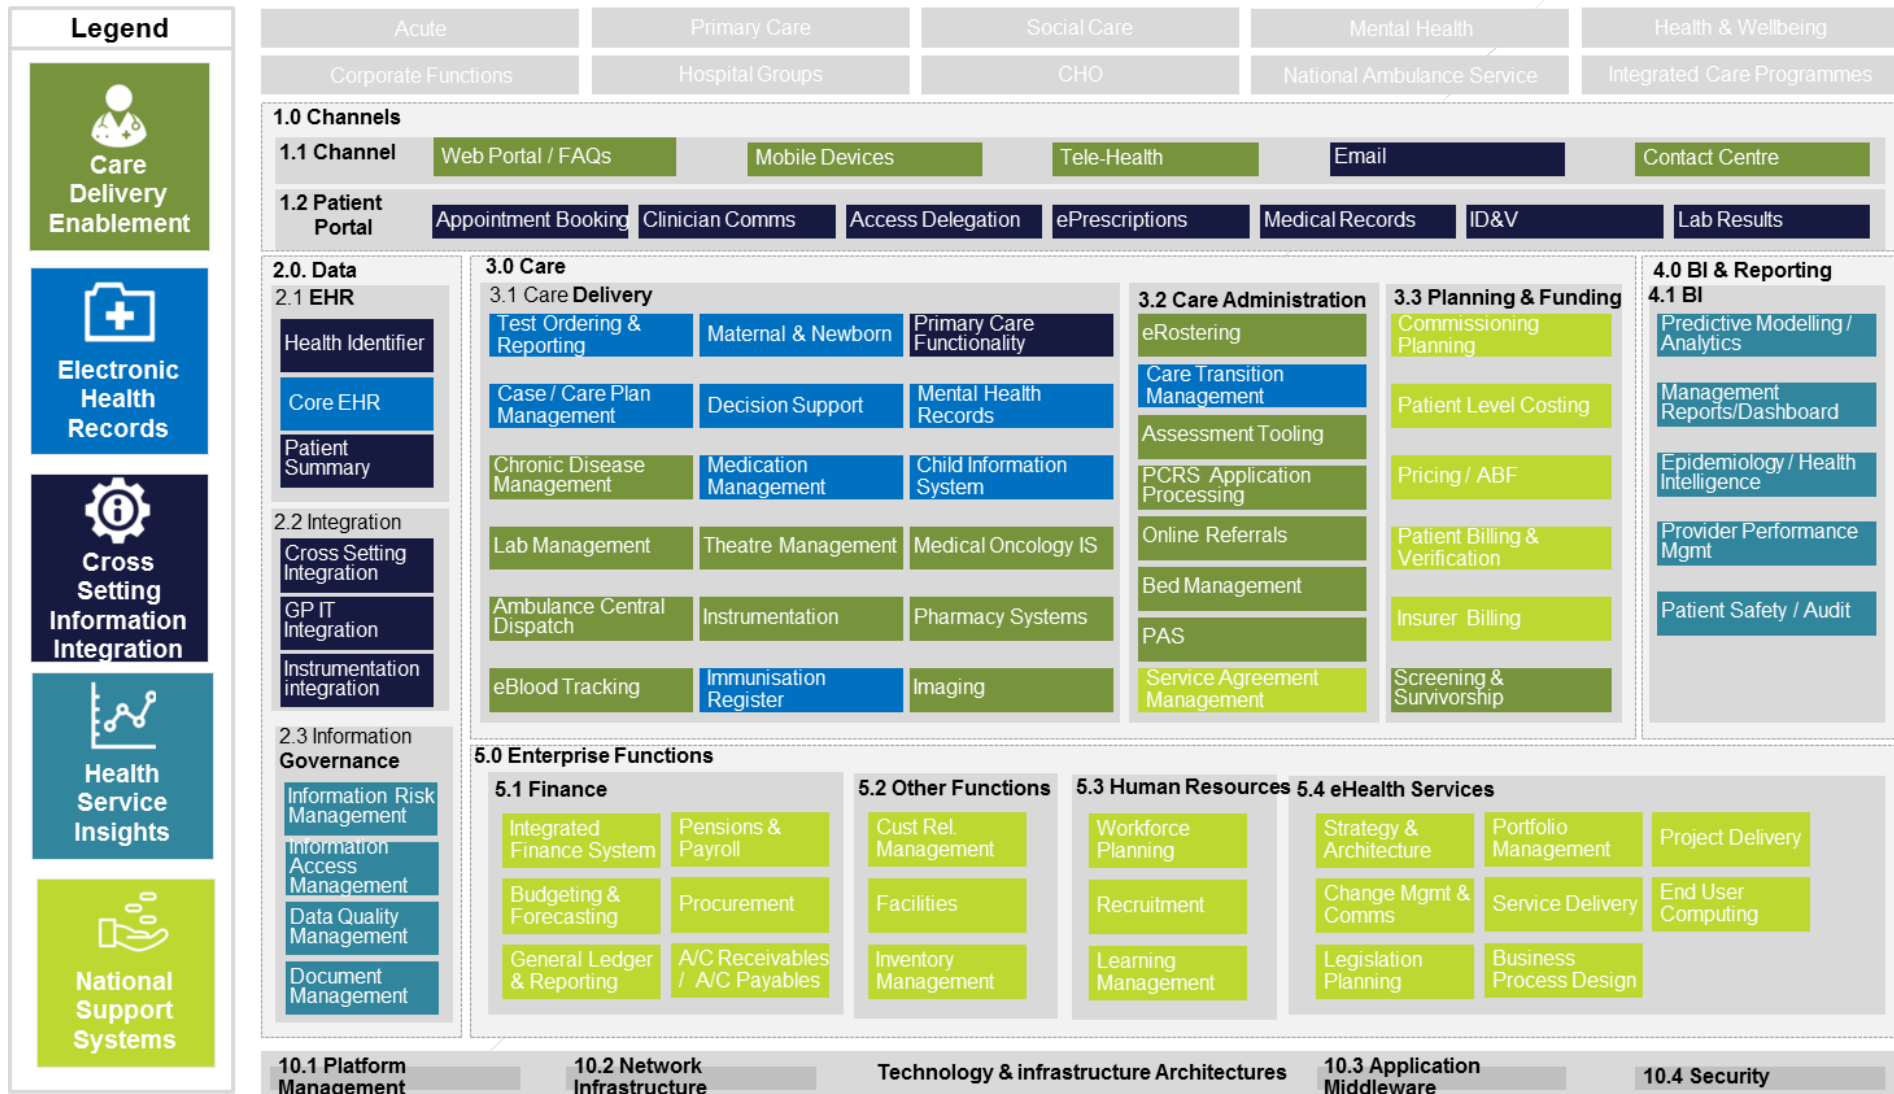 Legend
Care
Delivery
Enablement
Electronic
Health
Records
Cross
Setting
Information
Integration
Health
Service
Insights
National
Support
Systems
Acute
Primary Care
Social Care
Mental Health
Health & Wellbeing
Corporate Functions
Hospital Groups
CHO
National Ambulance Service
Integrated Care Programmes
1.0 Channels
1.1 Channel
Web Portal / FAQs
Mobile Devices
Tele-Health
Email
Contact Centre
1.2 Patient
Portal
Appointment Booking
Clinician Comms
Access Delegation
ePrescriptions
Medical Records
ID&V
Lab Results
2.0. Data
2.1 EHR
Health Identifier
Core EHR
Patient
Summary
2.2 Integration
Cross Setting
Integration
GP IT
Integration
Instrumentation
integration
2.3 Information
Governance
Information Risk
Management
Information
Access
Management
Data Quality
Management
Document
Management
3.0 Care
3.1 Care Delivery
Test Ordering &
Reporting
Maternal & Newborn
Primary Care
Functionality
Case / Care Plan
Management
Decision Support
Mental Health
Records
Chronic Disease
Management
Medication
Management
Child Information
System
Lab Management
Theatre Management
Medical Oncology IS
Ambulance Central
Dispatch
Instrumentation
Pharmacy Systems
eBlood Tracking
Immunisation
Register
Imaging
3.2 Care Administration
eRostering
Care Transition
Management
Assessment Tooling
PCRS Application
Processing
Online Referrals
Bed Management
PAS
Service Agreement
Management
3.3 Planning & Funding
Commissioning
Planning
Patient Level Costing
Pricing / ABF
Patient Billing &
Verification
Insurer Billing
Screening &
Survivorship
4.0 BI & Reporting
4.1 BI
Predictive Modelling /
Analytics
Management
Reports/Dashboard
Epidemiology / Health
Intelligence
Provider Performance
Mgmt
Patient Safety / Audit
5.0 Enterprise Functions
5.1 Finance
Integrated
Finance System
Pensions &
Payroll
Budgeting &
Forecasting
Procurement
General Ledger
& Reporting
A/C Receivables
/ A/C Payables
5.2 Other Functions
Cust Rel.
Management
Facilities
Inventory
Management
5.3 Human Resources
Workforce
Planning
Recruitment
Learning
Management
5.4 eHealth Services
Strategy &
Architecture
Portfolio
Management
Project Delivery
Change Mgmt &
Comms
Service Delivery
End User
Computing
Legislation
Planning
Business
Process Design
10.1 Platform
Management
10.2 Network
Infrastructure
Technology & infrastructure Architectures
10.3 Application
Middleware
10.4 Security